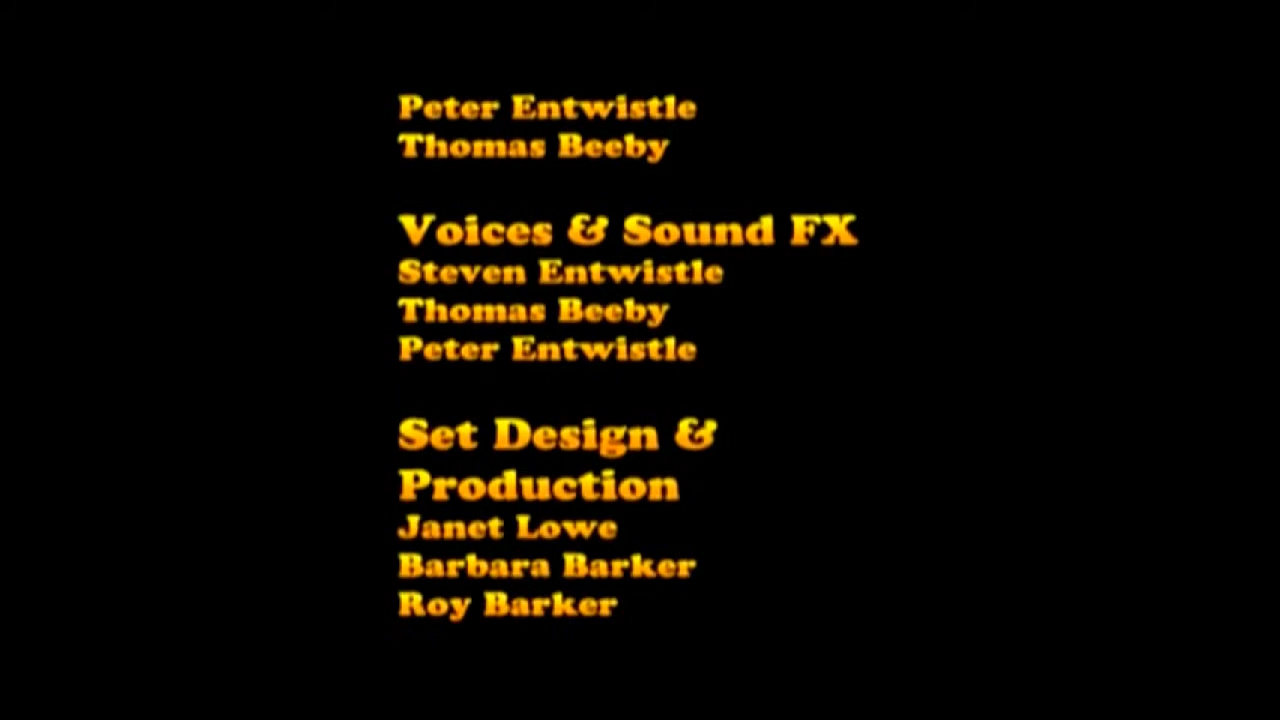 Peter Entwistle
Thomas Beeby
Voices & Sound FX
Steven Entwistle
Thomas Beeby
Peter Entwistle
Set Design &
Production
Janet Lowe
Barbara Barker
Roy Barker